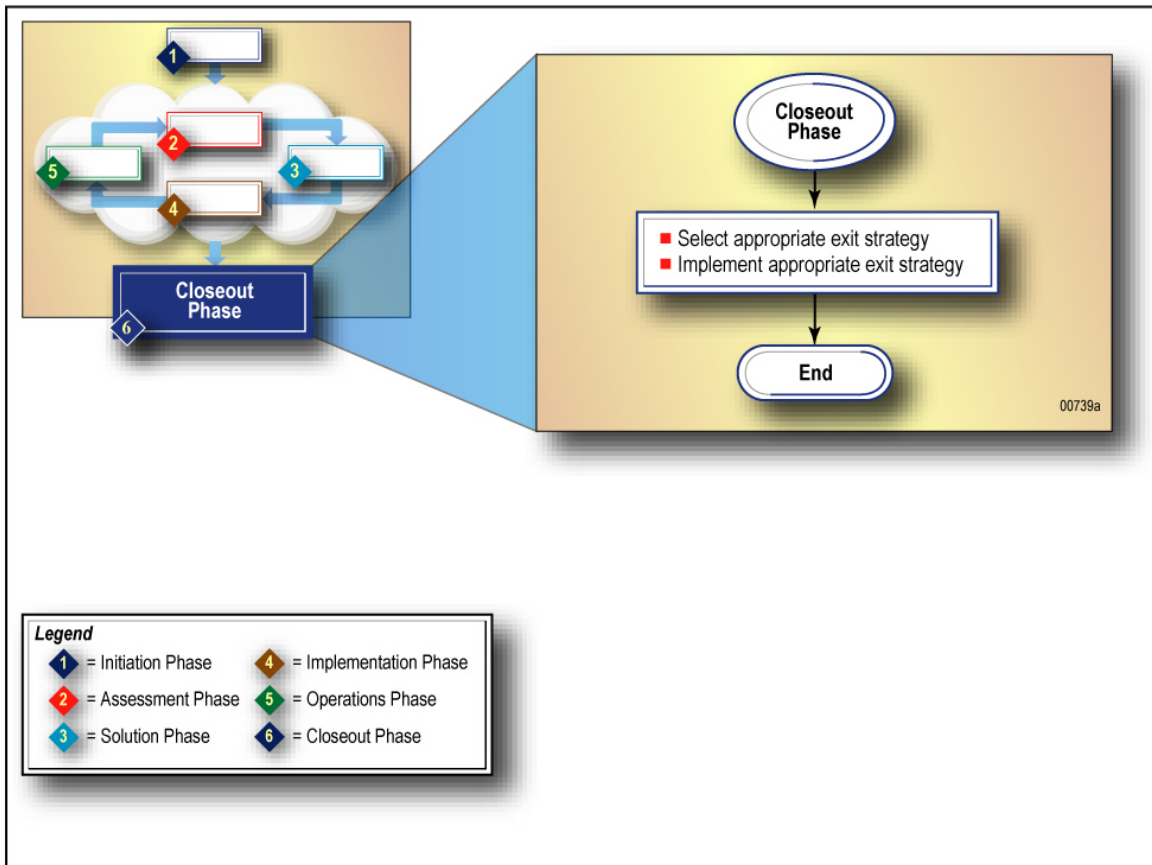 1
2
3
4
5
Closeout
Phase
6
Closeout
Phase
■ Select appropriate exit strategy
■ Implement appropriate exit strategy
End
00739a
Legend
1 = Initiation Phase
2 = Assessment Phase
3 = Solution Phase
4 = Implementation Phase
5 = Operations Phase
6 = Closeout Phase